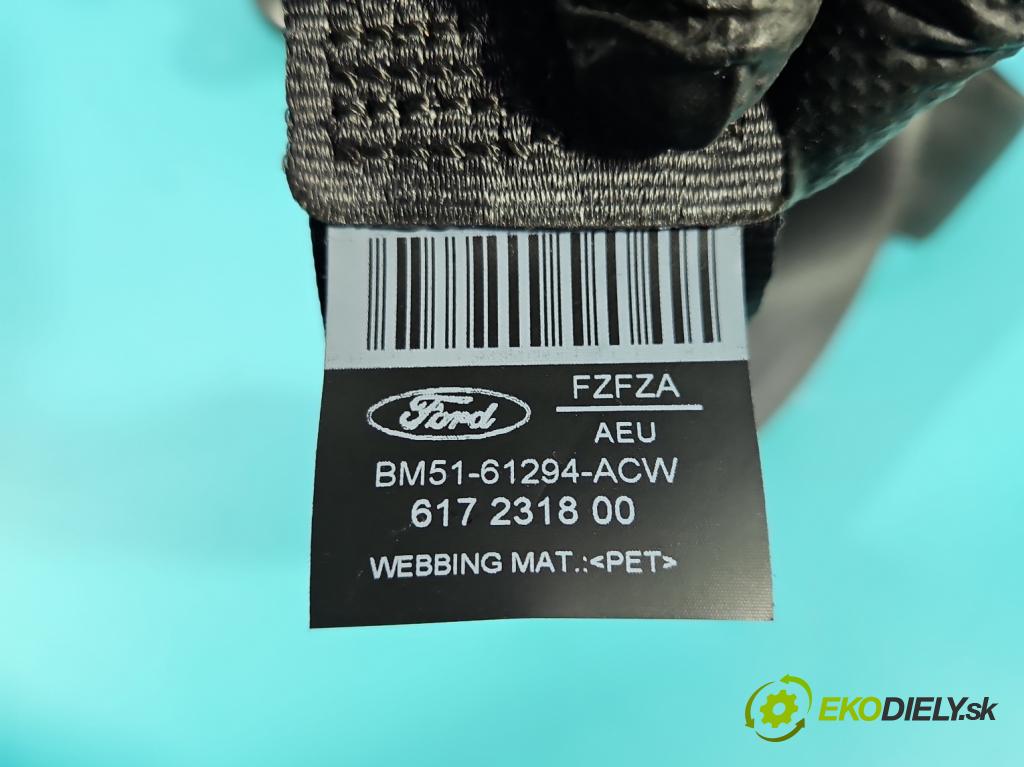 Ford
FZFZA
AEU
BM51-61294-ACW
617 2318 00
WEBBING MAT.:<PET>
EKODIELY.sk